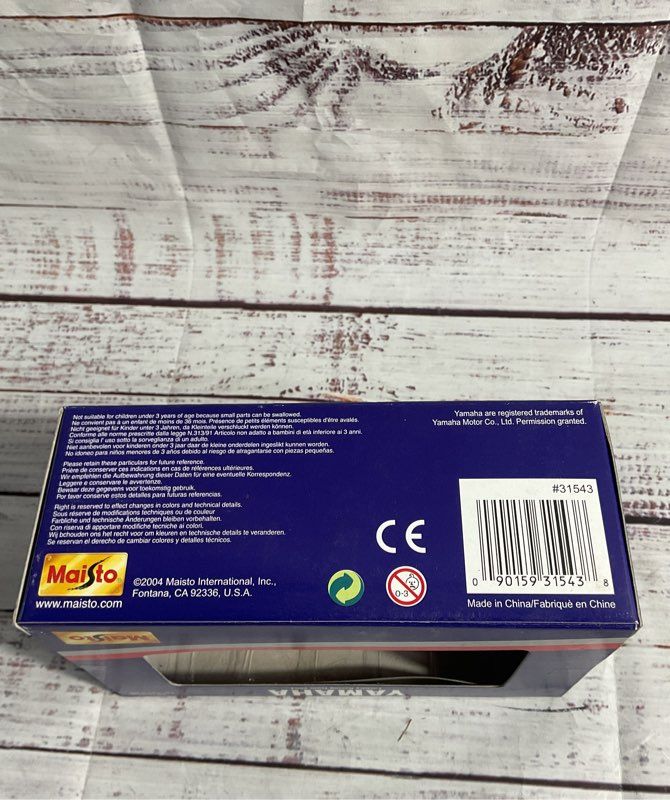 Not suitable for children under 3 years of age because small parts can be swallowed.
Ne convient pas à un enfant de moins de 36 mois. Présence de petits éléments susceptibles d'être avalés.
Nicht geeignet für Kinder unter 3 Jahren, da Kleinteile verschluckt werden können.
Conforme alle norme prescritte dalla legge N.313/91 Articolo non adatto a bambini di età inferiore ai 3 anni.
Si consiglia l' uso sotto la sorveglianza di un adulto.
Niet aanbevolen voor kinderen onder 3 jaar daar de kleine onderdelen ingeslikt kunnen worden.
No idoneo para niños menores de 3 años debido al riesgo de atragantarse con piezas pequeñas.
Please retain these particulars for future reference.
Prière de conserver ces indications en cas de références ultérieures.
Wir empfehlen die Aufbewahrung dieser Daten für eine eventuelle Korrespondenz.
Leggere e conservare le avvertenze.
Bewaar deze gegevens voor toekomstig gebruik.
Por favor conserve estos detalles para futuras referencias.
Right is reserved to effect changes in colors and technical details.
Sous réserve de modifications techniques ou de couleur
Farbliche und technische Änderungen bleiben vorbehalten.
Con riserva di apportare modifiche tecniche ai colori.
Wij behouden ons het recht voor om kleuren en technische details te veranderen.
Se reservan el derecho de cambiar colores y detalles técnicos.
Yamaha are registered trademarks of
Yamaha Motor Co., Ltd. Permission granted.
#31543
0 90159 31543 8
Made in China/Fabriqué en Chine
CE
0-3
Maisto
www.maisto.com
©2004 Maisto International, Inc.,
Fontana, CA 92336, U.S.A.
Maisto
YAMAHA